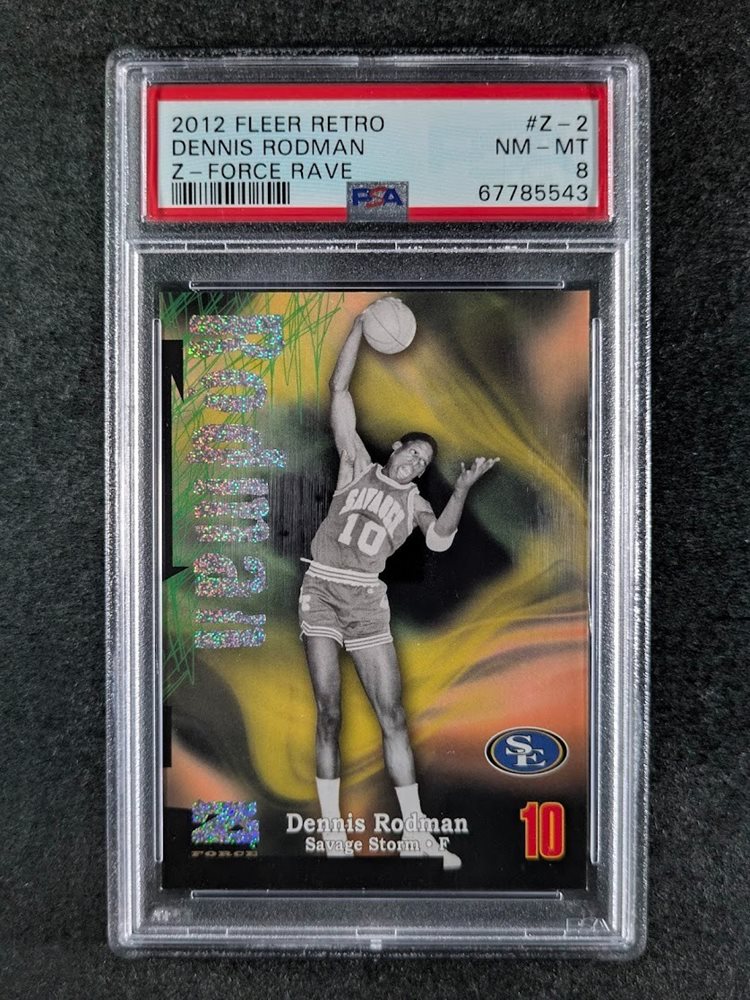 2012 FLEER RETRO #Z-2
DENNIS RODMAN NM-MT
Z-FORCE RAVE 8
PSA 67785543
Rodman
SAVAGES
10
SE
Z FORCE
Dennis Rodman
Savage Storm • F
10